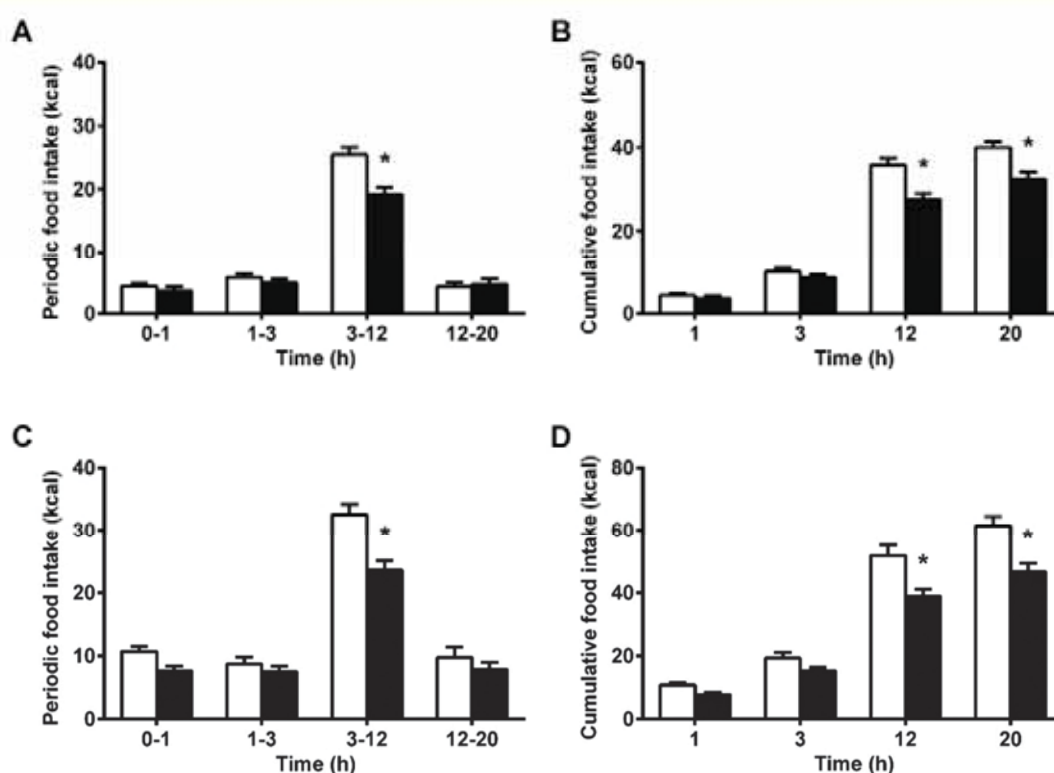 A
Periodic food intake (kcal)
40
30
20
10
0
*
0-1 1-3 3-12 12-20
Time (h)
B
Cumulative food intake (kcal)
60
40
20
0
* *
1 3 12 20
Time (h)
C
Periodic food intake (kcal)
40
30
20
10
0
*
0-1 1-3 3-12 12-20
Time (h)
D
Cumulative food intake (kcal)
80
60
40
20
0
* *
1 3 12 20
Time (h)